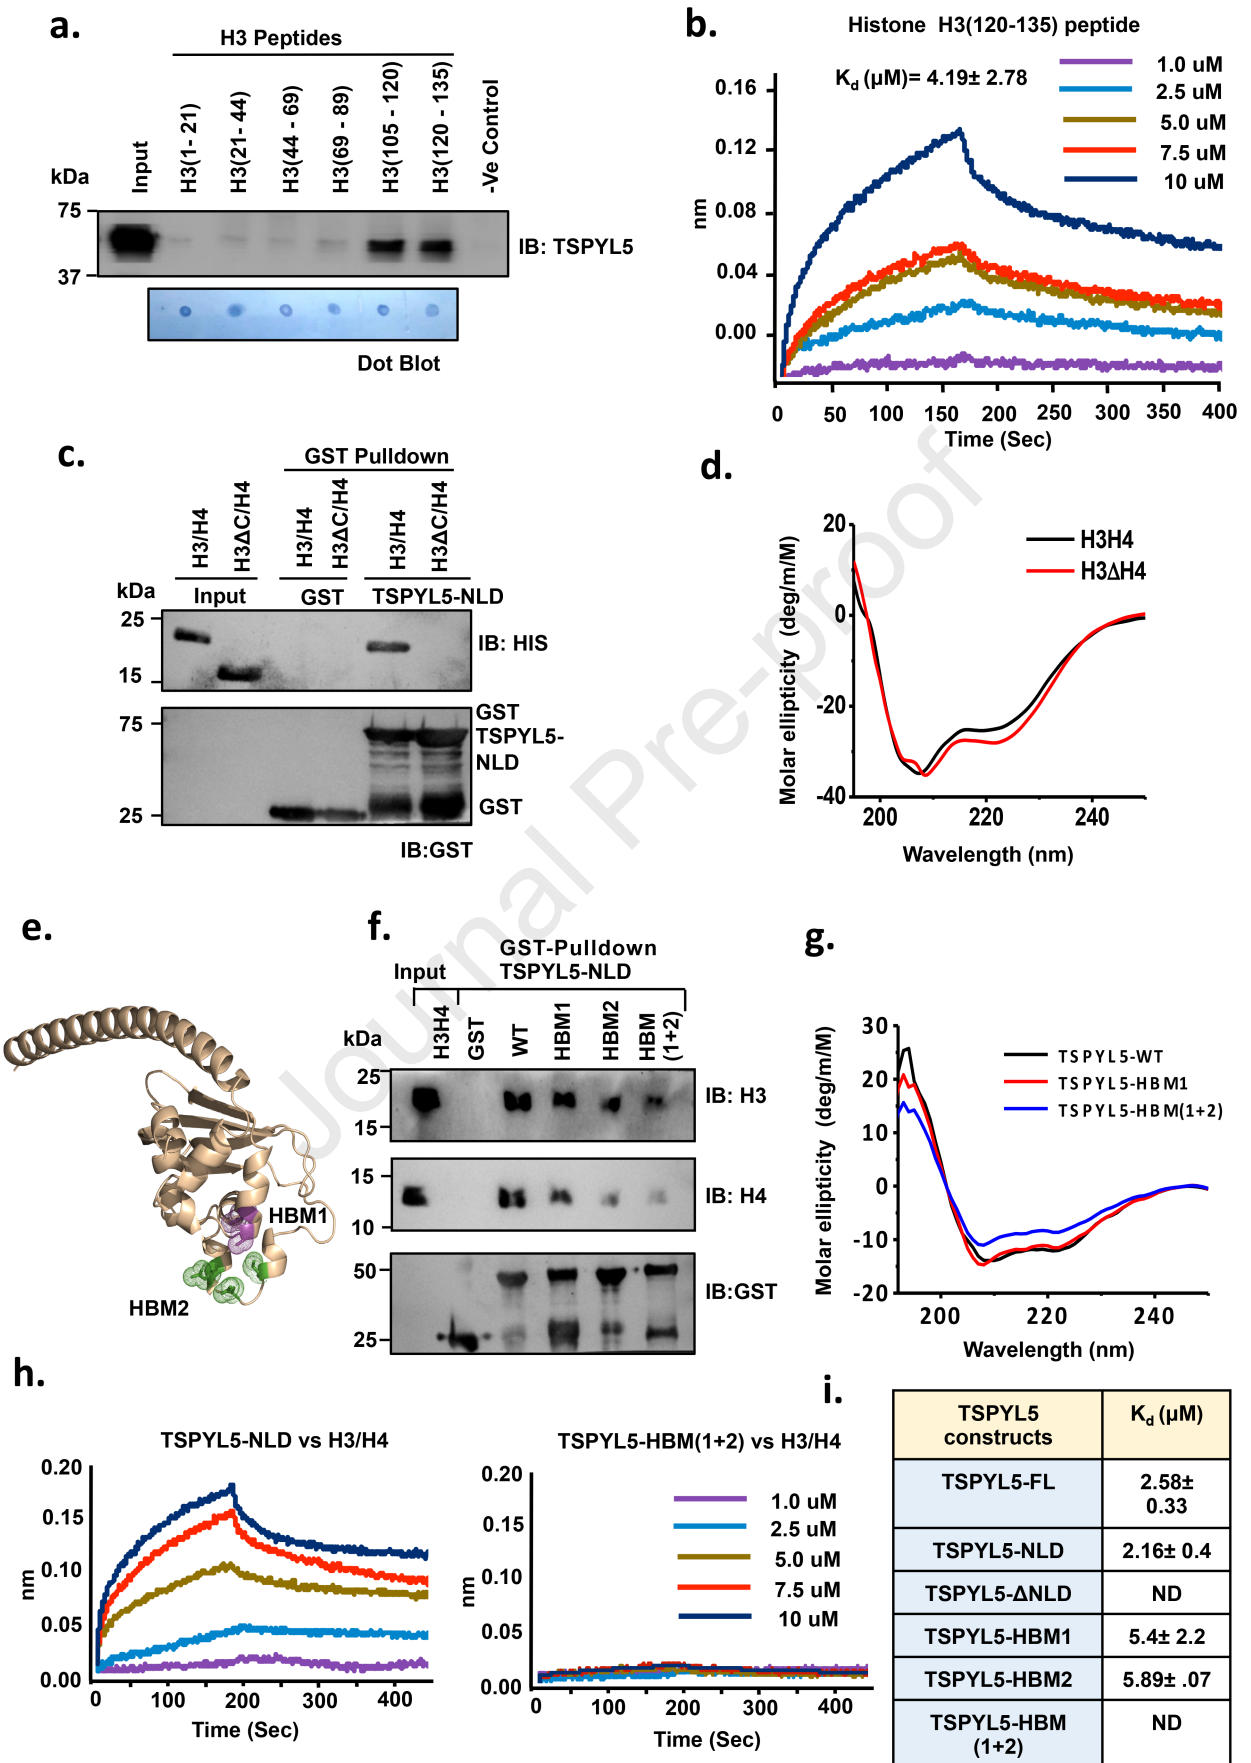 a.
H3 Peptides
Input
H3(1- 21)
H3(21- 44)
H3(44 - 69)
H3(69 - 89)
H3(105 - 120)
H3(120 - 135)
-Ve Control
kDa
75
37
IB: TSPYL5
Dot Blot
b.
Histone H3(120-135) peptide
Kd (µM)= 4.19± 2.78
1.0 uM
2.5 uM
5.0 uM
7.5 uM
10 uM
0.16
0.12
0.08
0.04
0.00
nm
0 50 100 150 200 250 300 350 400
Time (Sec)
c.
GST Pulldown
H3/H4
H3ΔC/H4
H3/H4
H3ΔC/H4
H3/H4
H3ΔC/H4
kDa
Input
GST
TSPYL5-NLD
25
15
IB: HIS
75
25
GST
TSPYL5-
NLD
GST
IB:GST
d.
20
0
-20
-40
Molar ellipticity (deg/m/M)
H3H4
H3ΔH4
200 220 240
Wavelength (nm)
Journal Pre-proof
e.
HBM1
HBM2
f.
GST-Pulldown
Input TSPYL5-NLD
kDa
H3H4
GST
WT
HBM1
HBM2
HBM
(1+2)
25
15
IB: H3
15
10
IB: H4
50
25
IB:GST
g.
30
20
10
0
-10
-20
Molar ellipticity (deg/m/M)
TSPYL5-WT
TSPYL5-HBM1
TSPYL5-HBM(1+2)
200 220 240
Wavelength (nm)
h.
TSPYL5-NLD vs H3/H4
0.20
0.15
0.10
0.05
0.00
nm
0 100 200 300 400
Time (Sec)
TSPYL5-HBM(1+2) vs H3/H4
0.20
0.15
0.10
0.05
0.00
nm
1.0 uM
2.5 uM
5.0 uM
7.5 uM
10 uM
0 100 200 300 400
Time (Sec)
i.
TSPYL5 constructs Kd (µM)
TSPYL5-FL 2.58± 0.33
TSPYL5-NLD 2.16± 0.4
TSPYL5-ΔNLD ND
TSPYL5-HBM1 5.4± 2.2
TSPYL5-HBM2 5.89± .07
TSPYL5-HBM (1+2) ND